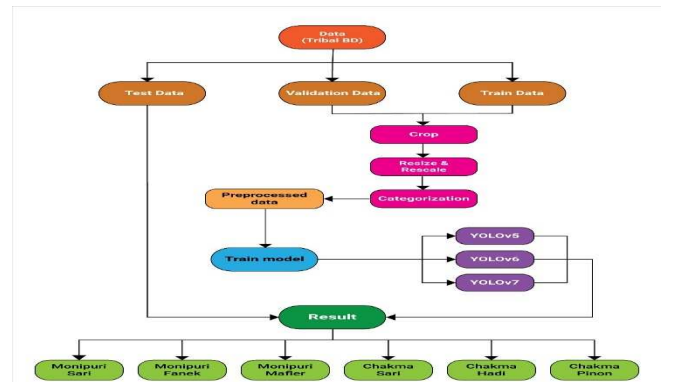 Data
(Tribal BD)
Test Data
Validation Data
Train Data
Crop
Resize &
Rescale
Categorization
Preprocessed
data
Train model
YOLOv5
YOLOv6
YOLOv7
Result
Monipuri
Sari
Monipuri
Fanek
Monipuri
Mafler
Chakma
Sari
Chakma
Hadi
Chakma
Pinon